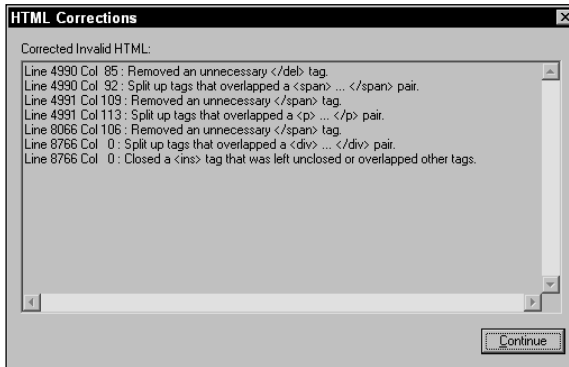 HTML Corrections
Corrected Invalid HTML:
Line 4990 Col 85 : Removed an unnecessary </del> tag.
Line 4990 Col 92 : Split up tags that overlapped a <span> ... </span> pair.
Line 4991 Col 109 : Removed an unnecessary </span> tag.
Line 4991 Col 113 : Split up tags that overlapped a <p> ... </p> pair.
Line 8066 Col 106 : Removed an unnecessary </span> tag.
Line 8766 Col 0 : Split up tags that overlapped a <div> ... </div> pair.
Line 8766 Col 0 : Closed a <ins> tag that was left unclosed or overlapped other tags.
Continue